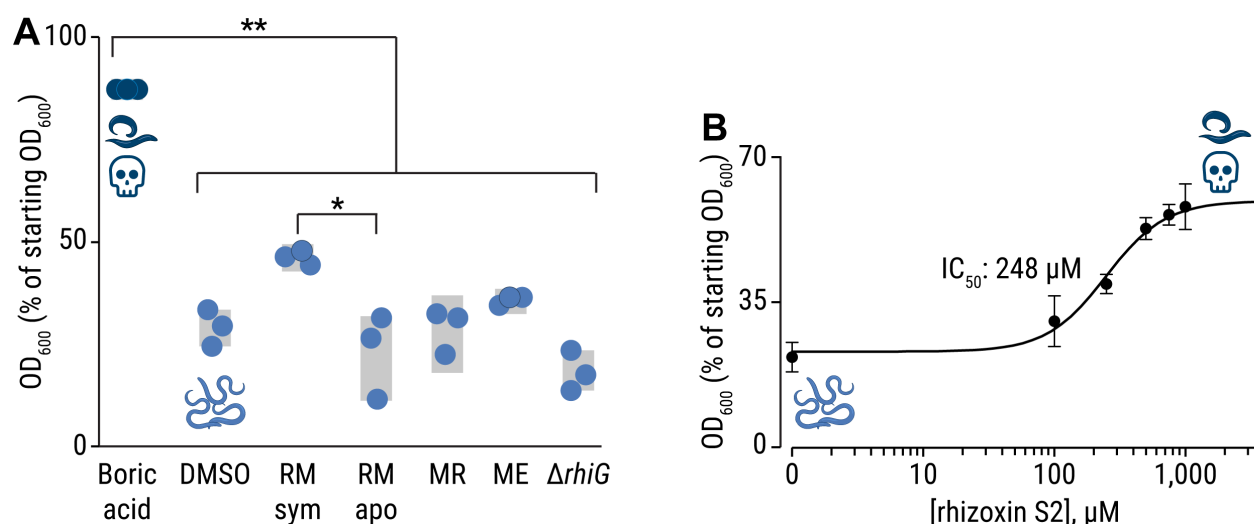 A
100
**
50
*
0
OD600 (% of starting OD600)
Boric acid
DMSO
RM sym
RM apo
MR
ME
ΔrhiG
B
70
35
0
OD600 (% of starting OD600)
IC50: 248 μM
0
10
100
1,000
[rhizoxin S2], μM